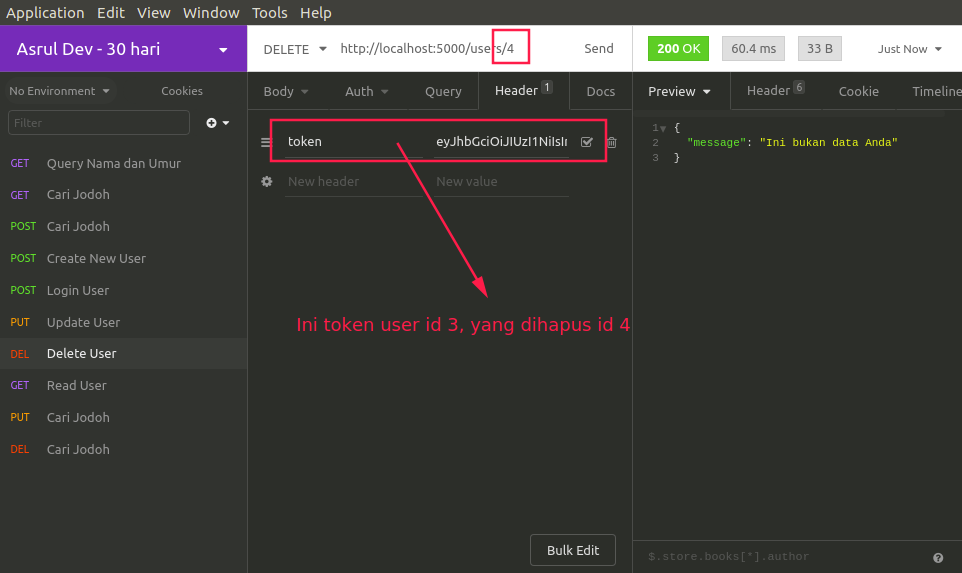 Application Edit View Window Tools Help
Asrul Dev - 30 hari
DELETE http://localhost:5000/users/4 Send
200 OK 60.4 ms 33 B Just Now
No Environment Cookies
Body Auth Query Header 1 Docs
Preview Header 6 Cookie Timeline
Filter
token eyJhbGciOiJIUzI1NiIsIr
New header New value
1 {
2 "message": "Ini bukan data Anda"
3 }
GET Query Nama dan Umur
GET Cari Jodoh
POST Cari Jodoh
POST Create New User
POST Login User
PUT Update User
DEL Delete User
GET Read User
PUT Cari Jodoh
DEL Cari Jodoh
Ini token user id 3, yang dihapus id 4
Bulk Edit
$.store.books[*].author